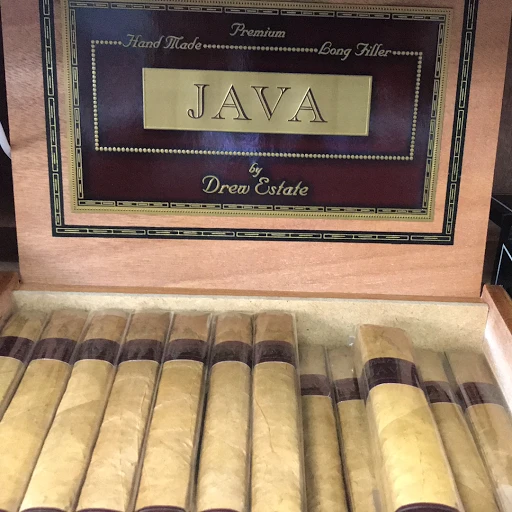 Premium
Hand Made Long Filler
JAVA
by
Drew Estate